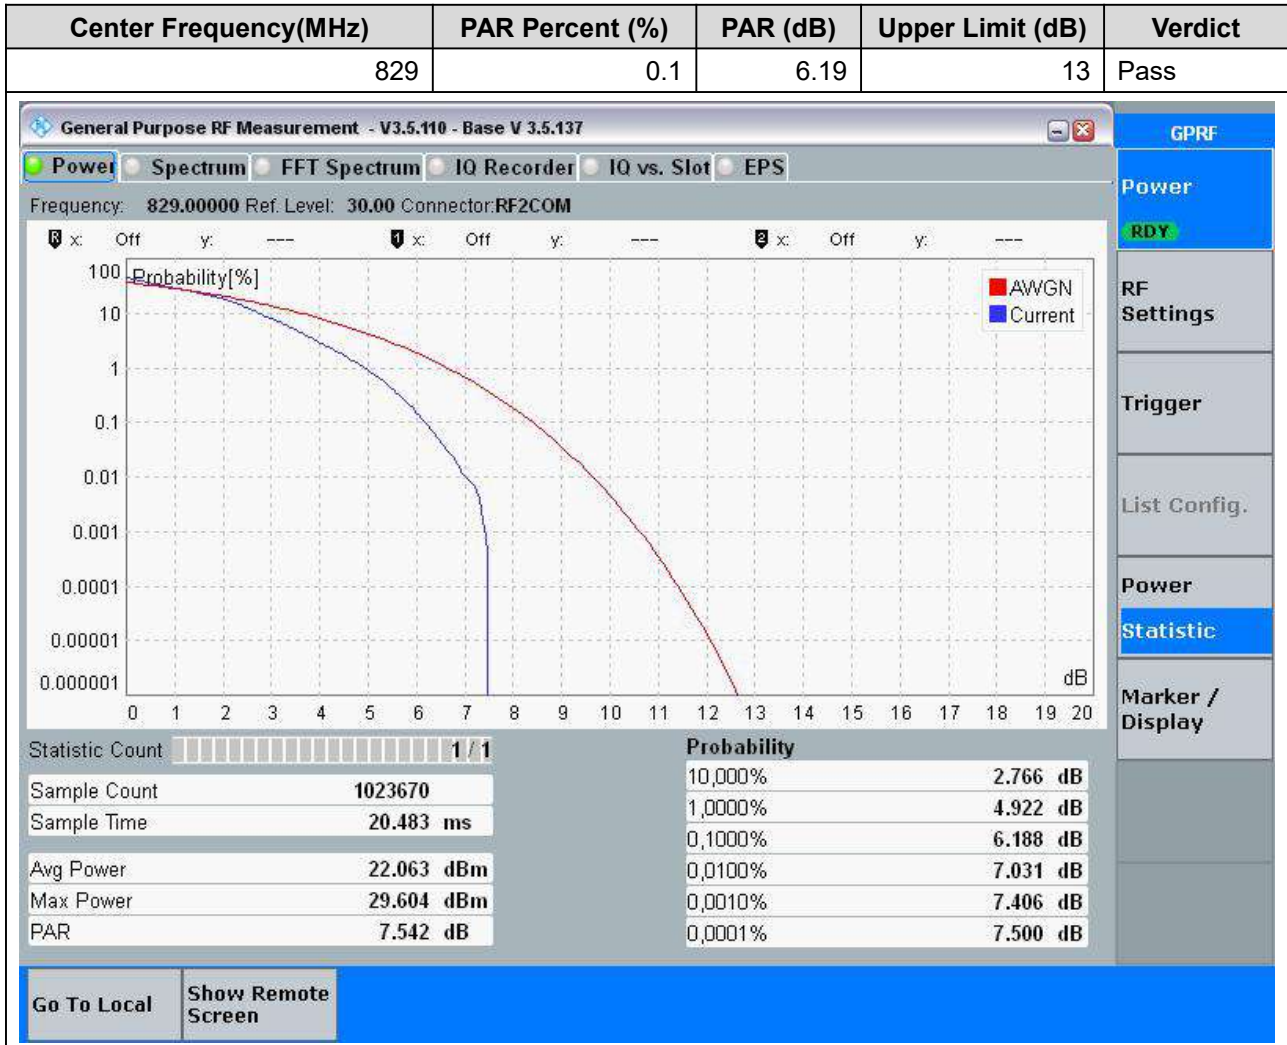 Center Frequency(MHz) PAR Percent (%) PAR (dB) Upper Limit (dB) Verdict
829 0.1 6.19 13 Pass
General Purpose RF Measurement - V3.5.110 - Base V 3.5.137
GPRF
Power Spectrum FFT Spectrum IQ Recorder IQ vs. Slot EPS
Frequency: 829.00000 Ref. Level: 30.00 Connector:RF2COM
R x: Off y: --- 1 x: Off y: --- 2 x: Off y: ---
Probability[%]
AWGN
Current
100
10
1
0.1
0.01
0.001
0.0001
0.00001
0.000001
dB
0 1 2 3 4 5 6 7 8 9 10 11 12 13 14 15 16 17 18 19 20
Statistic Count 1 / 1
Sample Count 1023670
Sample Time 20.483 ms
Avg Power 22.063 dBm
Max Power 29.604 dBm
PAR 7.542 dB
Probability
10,000% 2.766 dB
1,0000% 4.922 dB
0,1000% 6.188 dB
0,0100% 7.031 dB
0,0010% 7.406 dB
0,0001% 7.500 dB
Power
RDY
RF
Settings
Trigger
List Config.
Power
Statistic
Marker /
Display
Go To Local
Show Remote
Screen